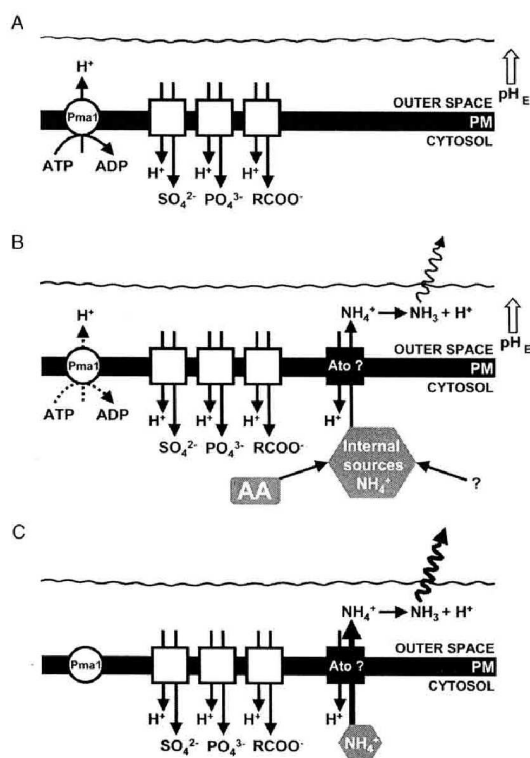 A
H⁺
Pma1
ATP ADP
H⁺ H⁺ H⁺
SO₄²⁻ PO₄³⁻ RCOO⁻
pH_E
OUTER SPACE
PM
CYTOSOL
B
H⁺
Pma1
ATP ADP
H⁺ H⁺ H⁺ H⁺
SO₄²⁻ PO₄³⁻ RCOO⁻
NH₄⁺ NH₃ + H⁺
Ato ?
pH_E
OUTER SPACE
PM
CYTOSOL
AA
Internal
sources
NH₄⁺
?
C
NH₄⁺ NH₃ + H⁺
Pma1
Ato ?
OUTER SPACE
PM
CYTOSOL
H⁺ H⁺ H⁺ H⁺
SO₄²⁻ PO₄³⁻ RCOO⁻
NH₄⁺